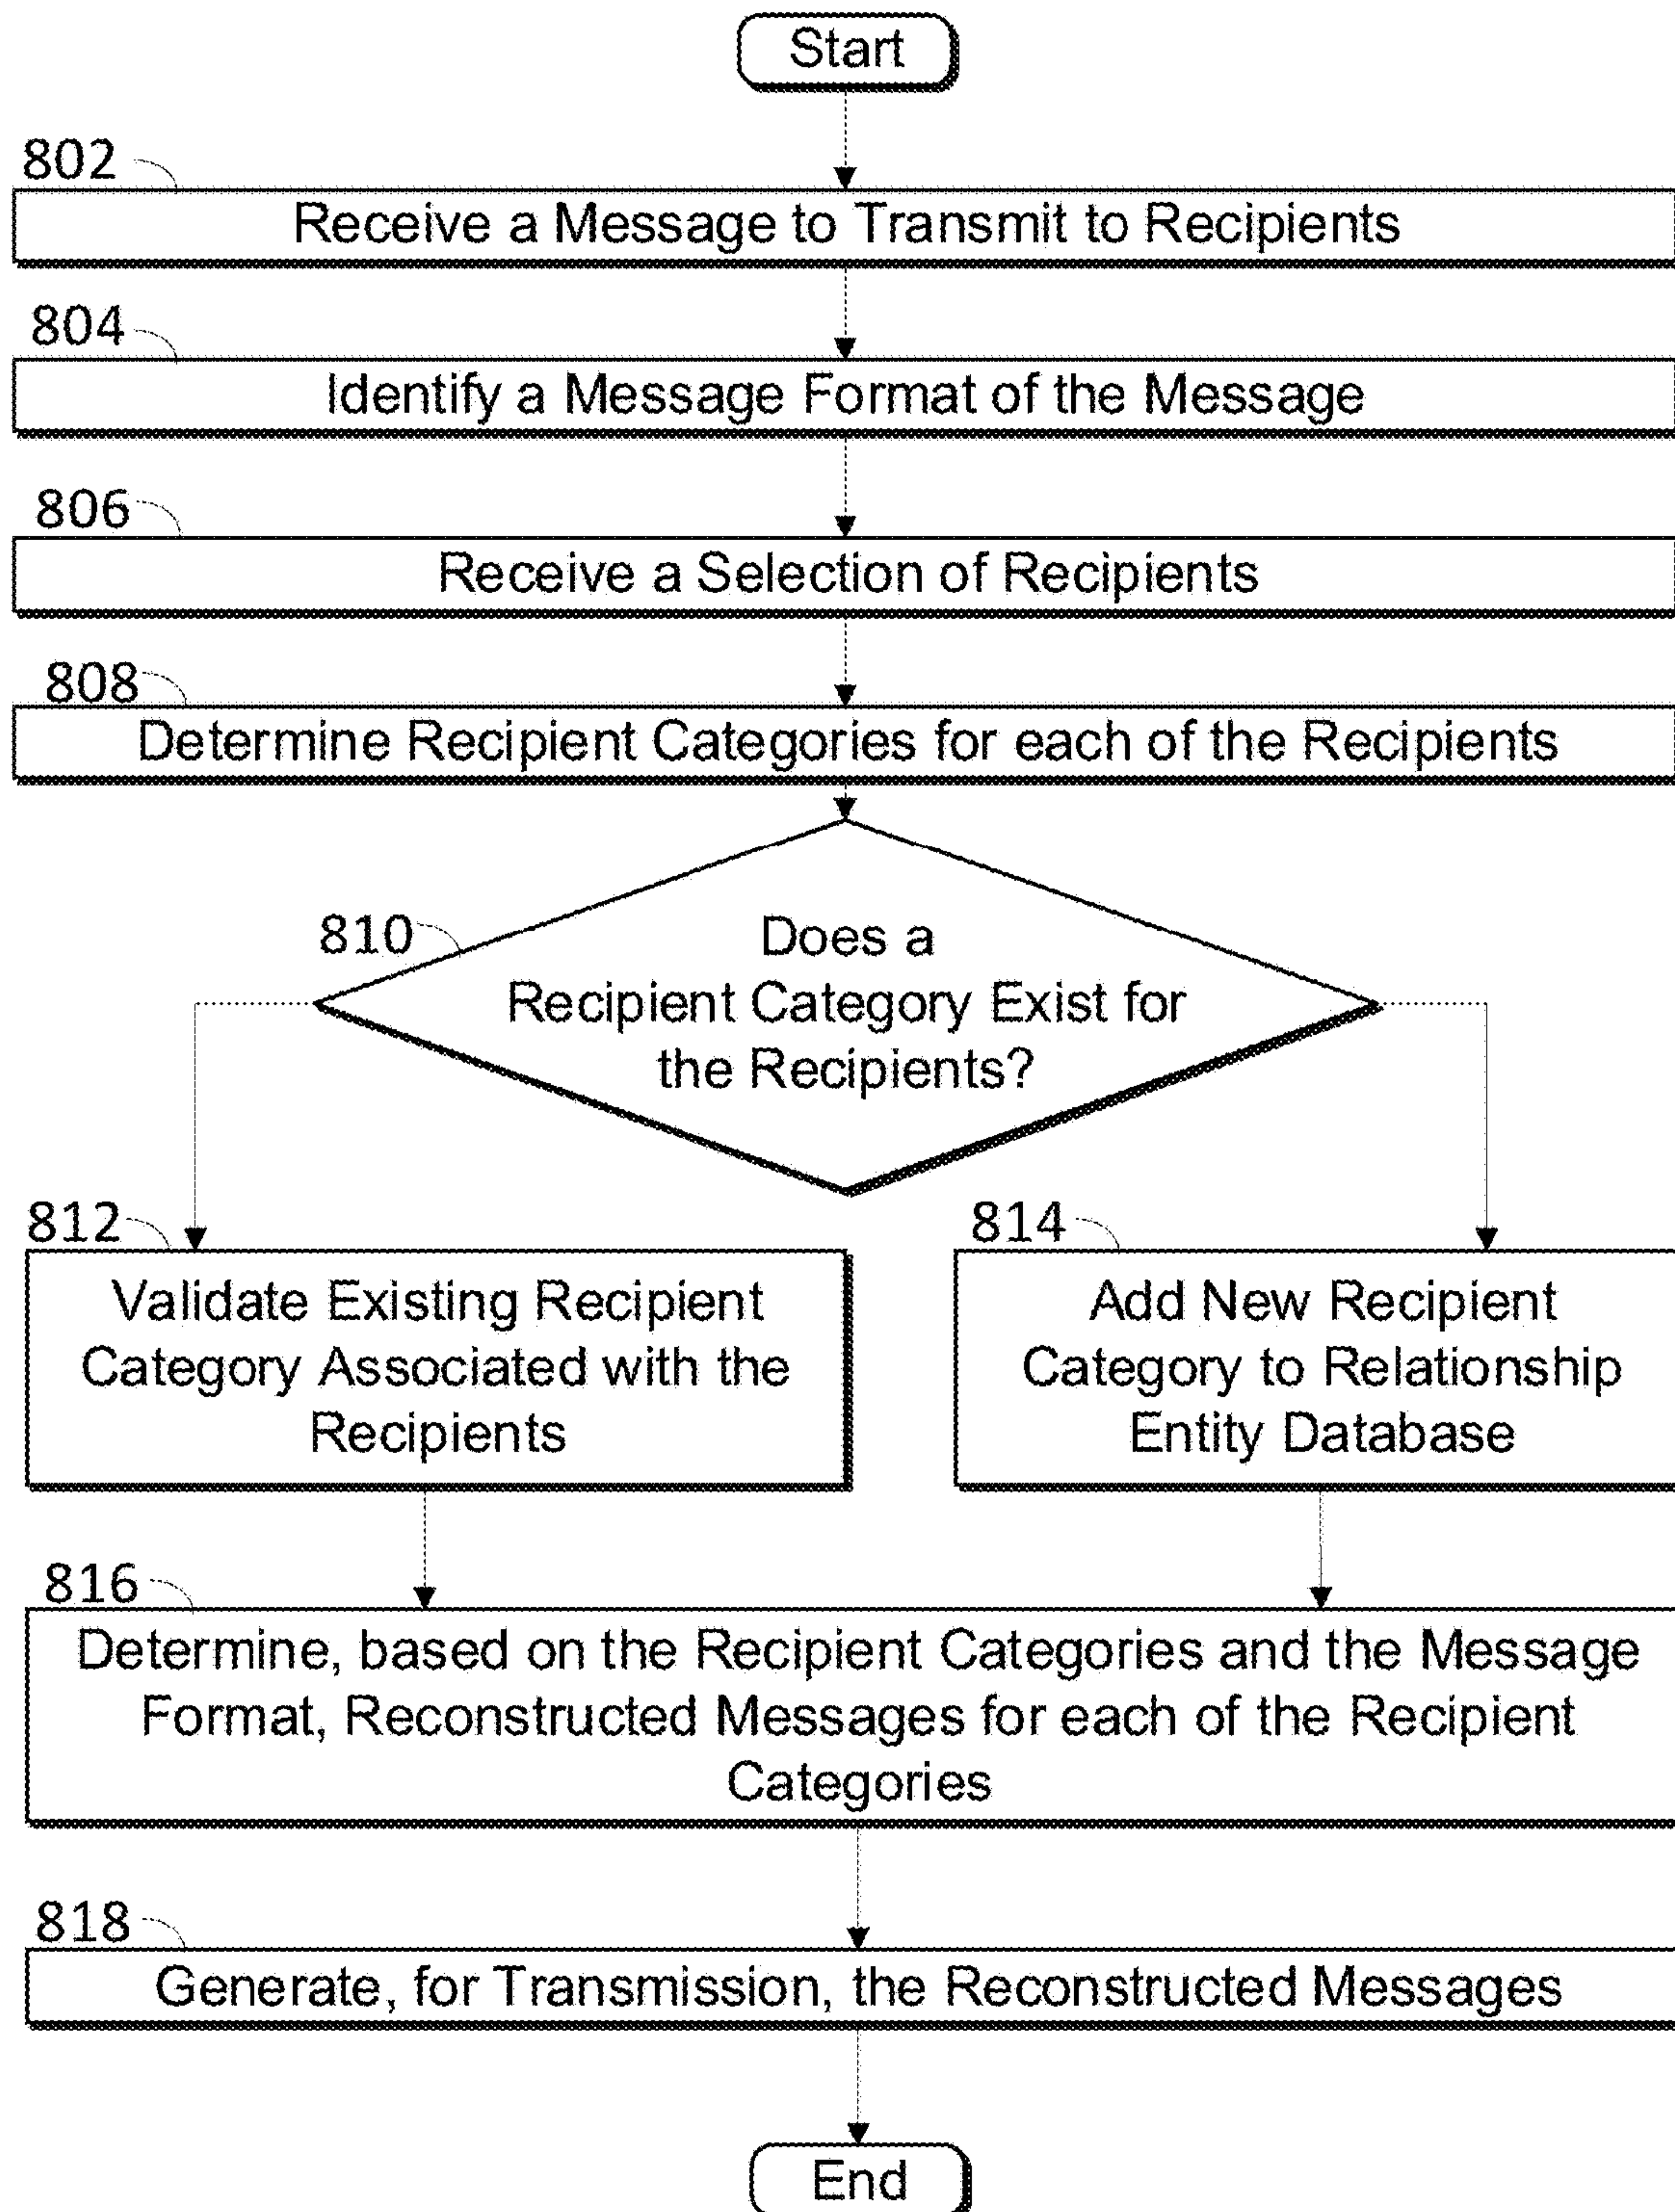 Start
802
Receive a Message to Transmit to Recipients
804
Identify a Message Format of the Message
806
Receive a Selection of Recipients
808
Determine Recipient Categories for each of the Recipients
810
Does a
Recipient Category Exist for
the Recipients?
812
Validate Existing Recipient
Category Associated with the
Recipients
814
Add New Recipient
Category to Relationship
Entity Database
816
Determine, based on the Recipient Categories and the Message
Format, Reconstructed Messages for each of the Recipient
Categories
818
Generate, for Transmission, the Reconstructed Messages
End